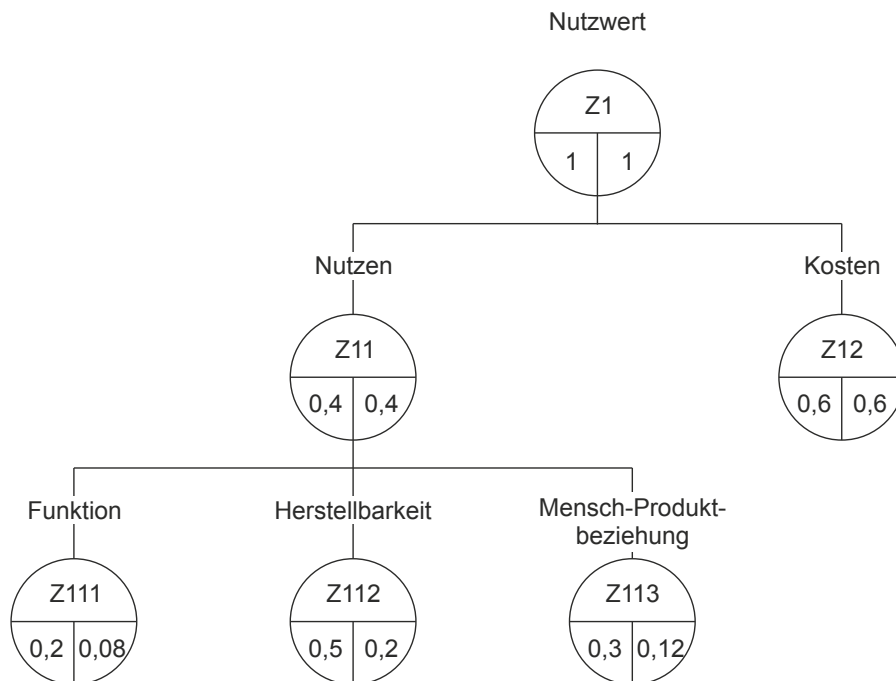 Nutzwert
Z1
1 1
Nutzen
Kosten
Z11
Z12
0,4 0,4
0,6 0,6
Funktion
Herstellbarkeit
Mensch-Produkt-
beziehung
Z111
Z112
Z113
0,2 0,08
0,5 0,2
0,3 0,12